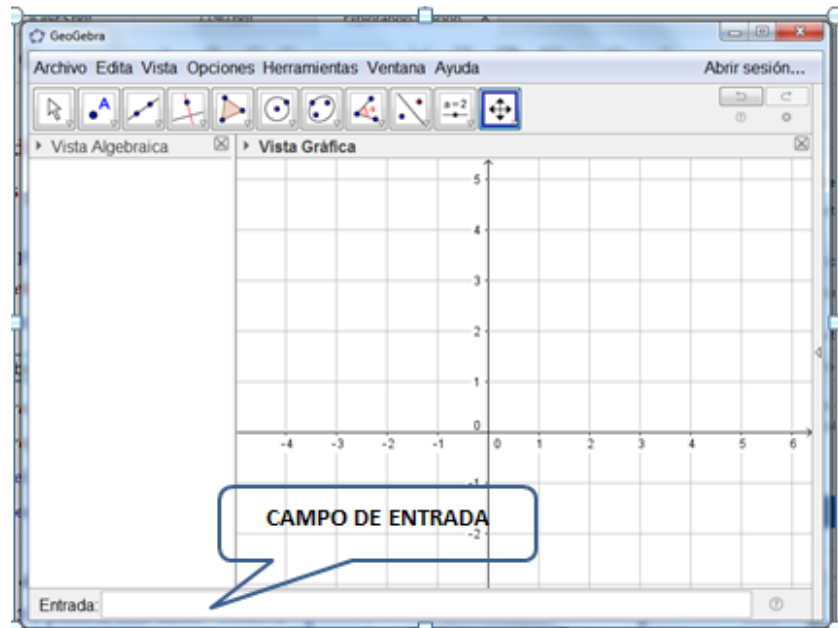 GeoGebra
Archivo Edita Vista Opciones Herramientas Ventana Ayuda Abrir sesión...
A a=2
Vista Algebraica Vista Gráfica
5
4
3
2
1
0
-4 -3 -2 -1 0 1 2 3 4 5 6
-1
CAMPO DE ENTRADA
-2
Entrada: